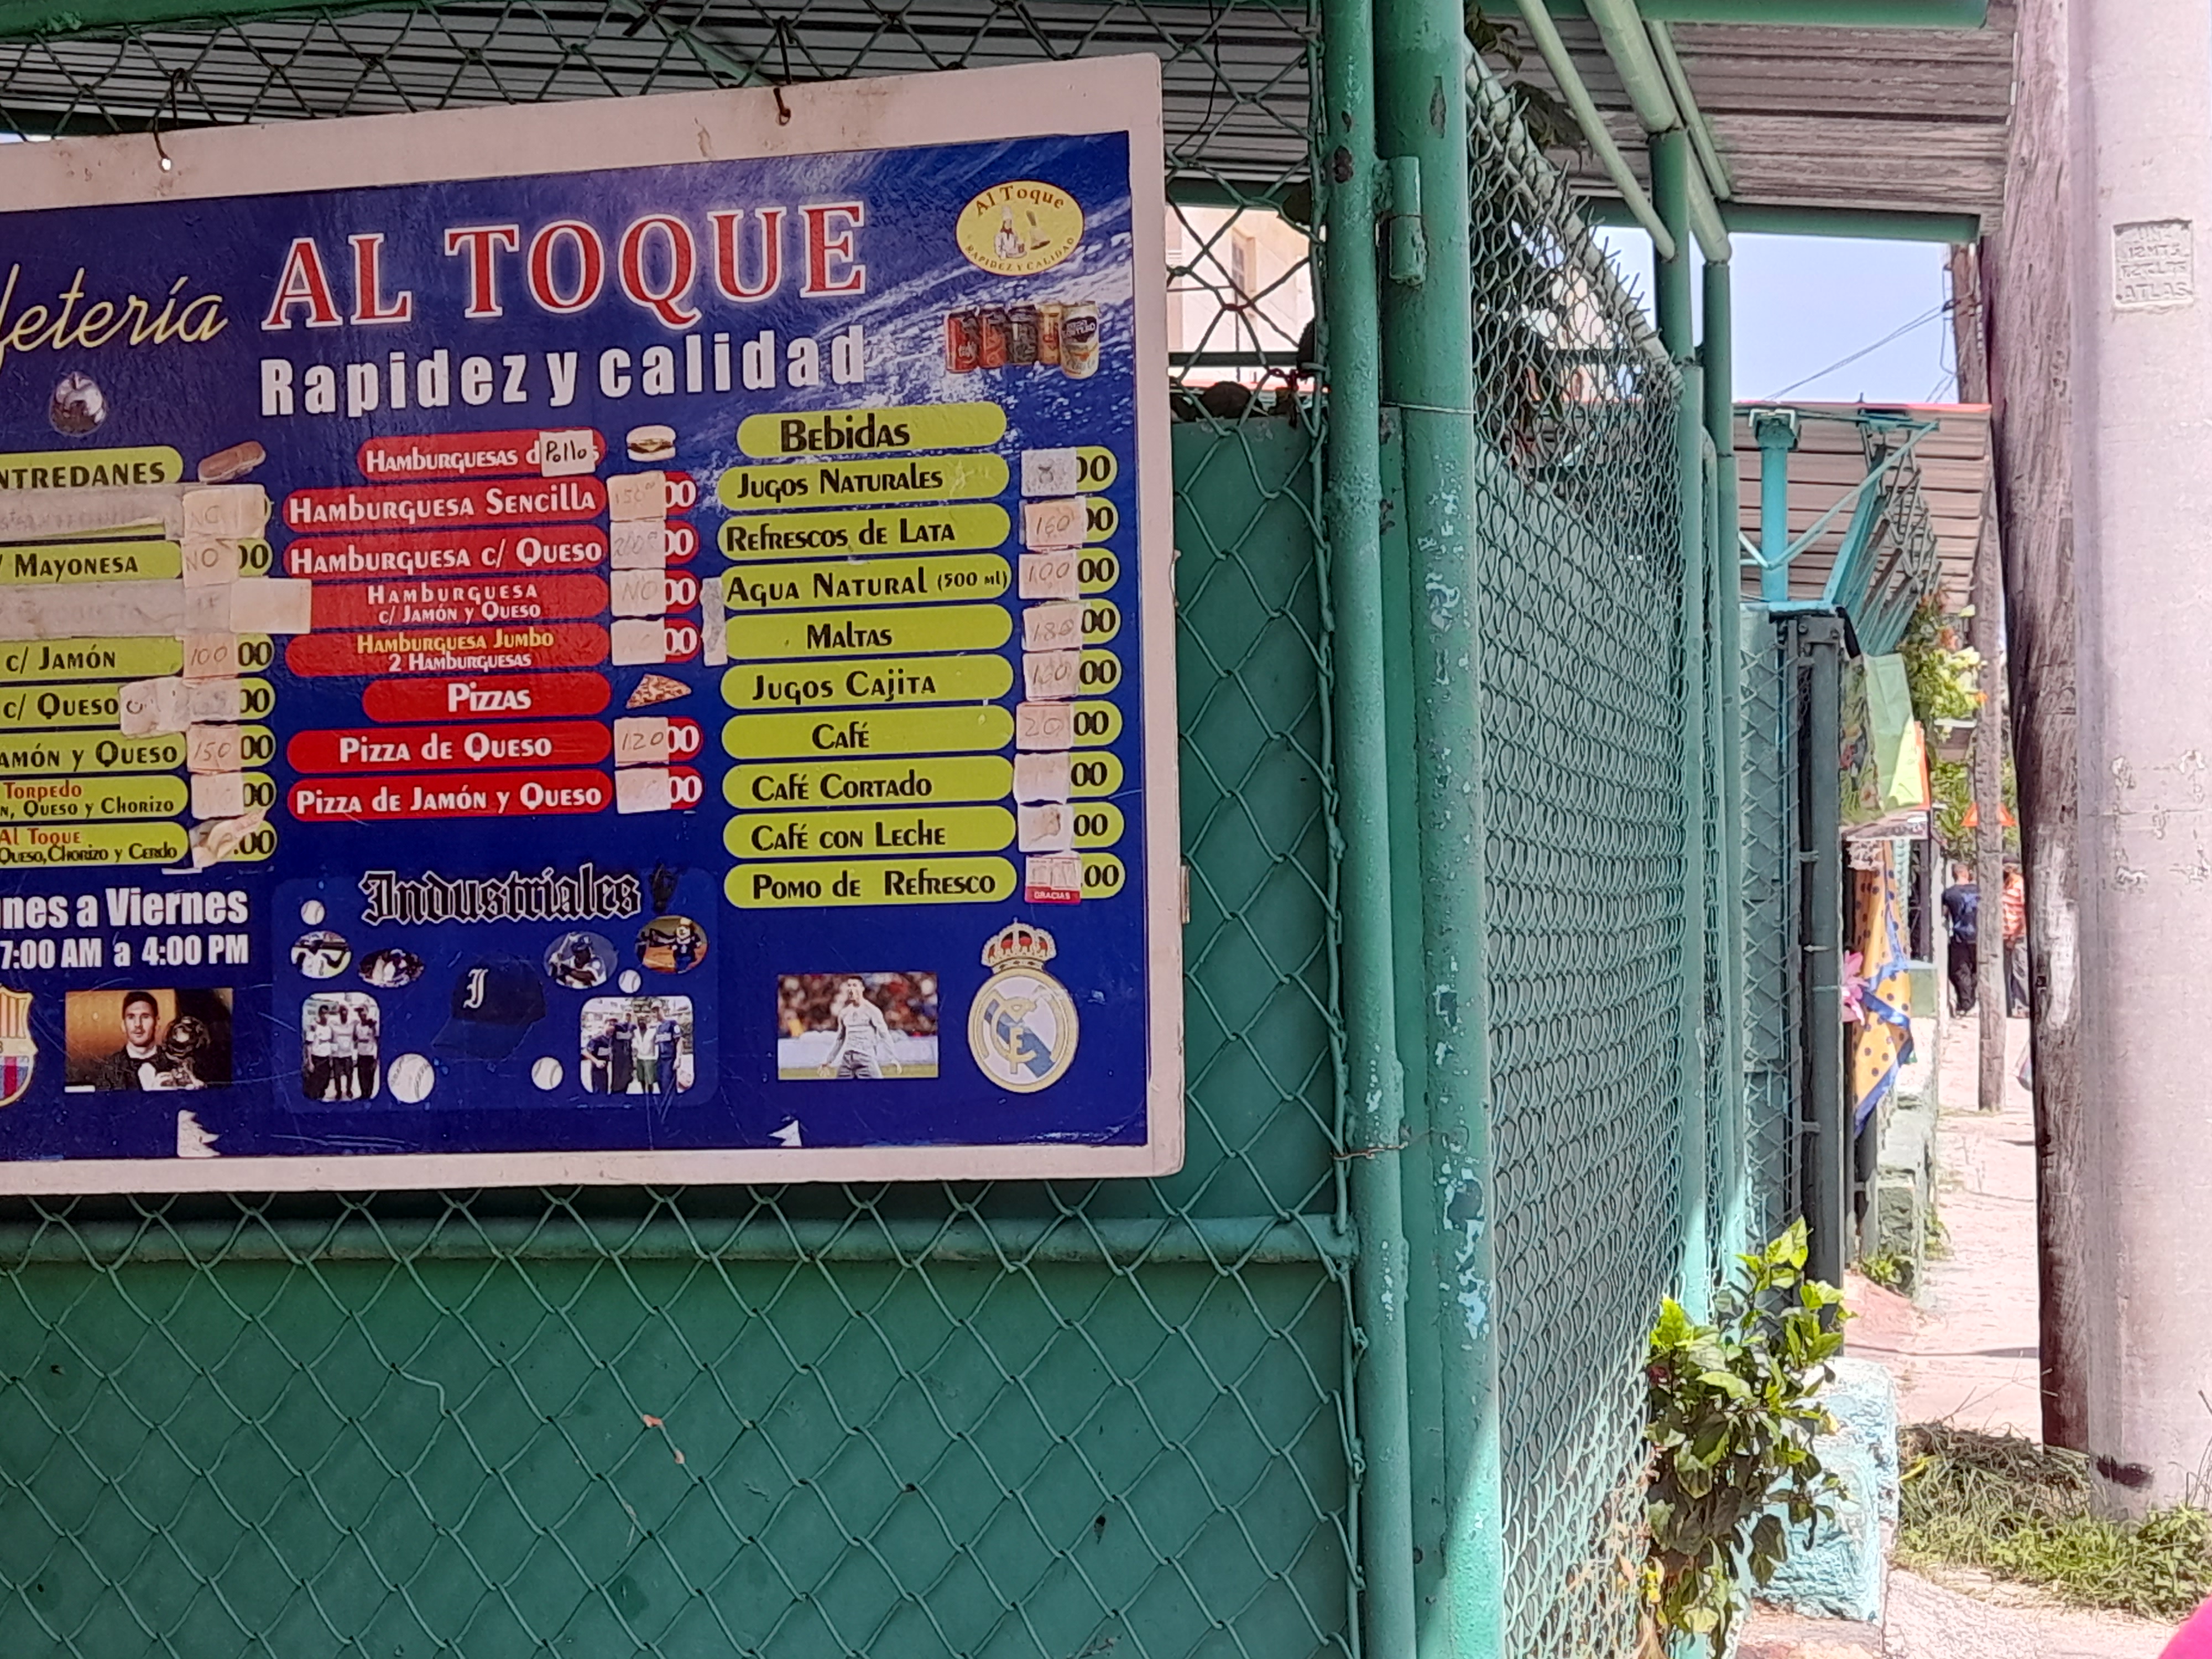 fetería
AL TOQUE
Rapidez y calidad
Al Toque
RAPIDEZ Y CALIDAD
NTREDANES
/ MAYONESA NO 00
c/ JAMÓN 100 00
c/ QUESO 00
AMÓN Y QUESO 150 00
TORPEDO
N, QUESO Y CHORIZO 00
AL TOQUE
QUESO, CHORIZO Y CERDO .00
nes a Viernes
7:00 AM a 4:00 PM
HAMBURGUESAS d Pollo
HAMBURGUESA SENCILLA 150 00
HAMBURGUESA c/ QUESO 00
HAMBURGUESA
c/ JAMÓN Y QUESO NO 00
HAMBURGUESA JUMBO
2 HAMBURGUESAS 00
PIZZAS
PIZZA DE QUESO 120 00
PIZZA DE JAMÓN Y QUESO 00
Industriales
BEBIDAS
JUGOS NATURALES 00
REFRESCOS DE LATA 160 00
AGUA NATURAL (500 ml) 100 00
MALTAS 180 00
JUGOS CAJITA 00
CAFÉ 20 00
CAFÉ CORTADO 00
CAFÉ CON LECHE 00
POMO DE REFRESCO .00
GRACIAS
ATLAS